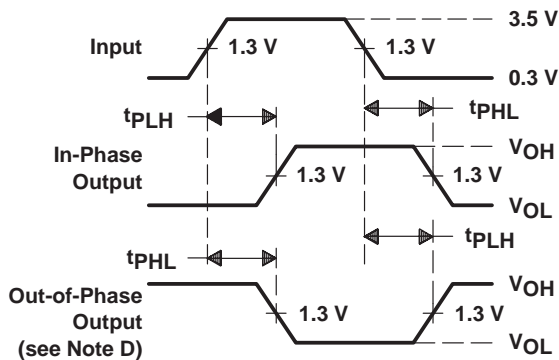 3.5 V
Input
1.3 V
1.3 V
0.3 V
tPLH
tPHL
In-Phase
Output
VOH
1.3 V
1.3 V
VOL
tPHL
tPLH
Out-of-Phase
Output
(see Note D)
VOH
1.3 V
1.3 V
VOL